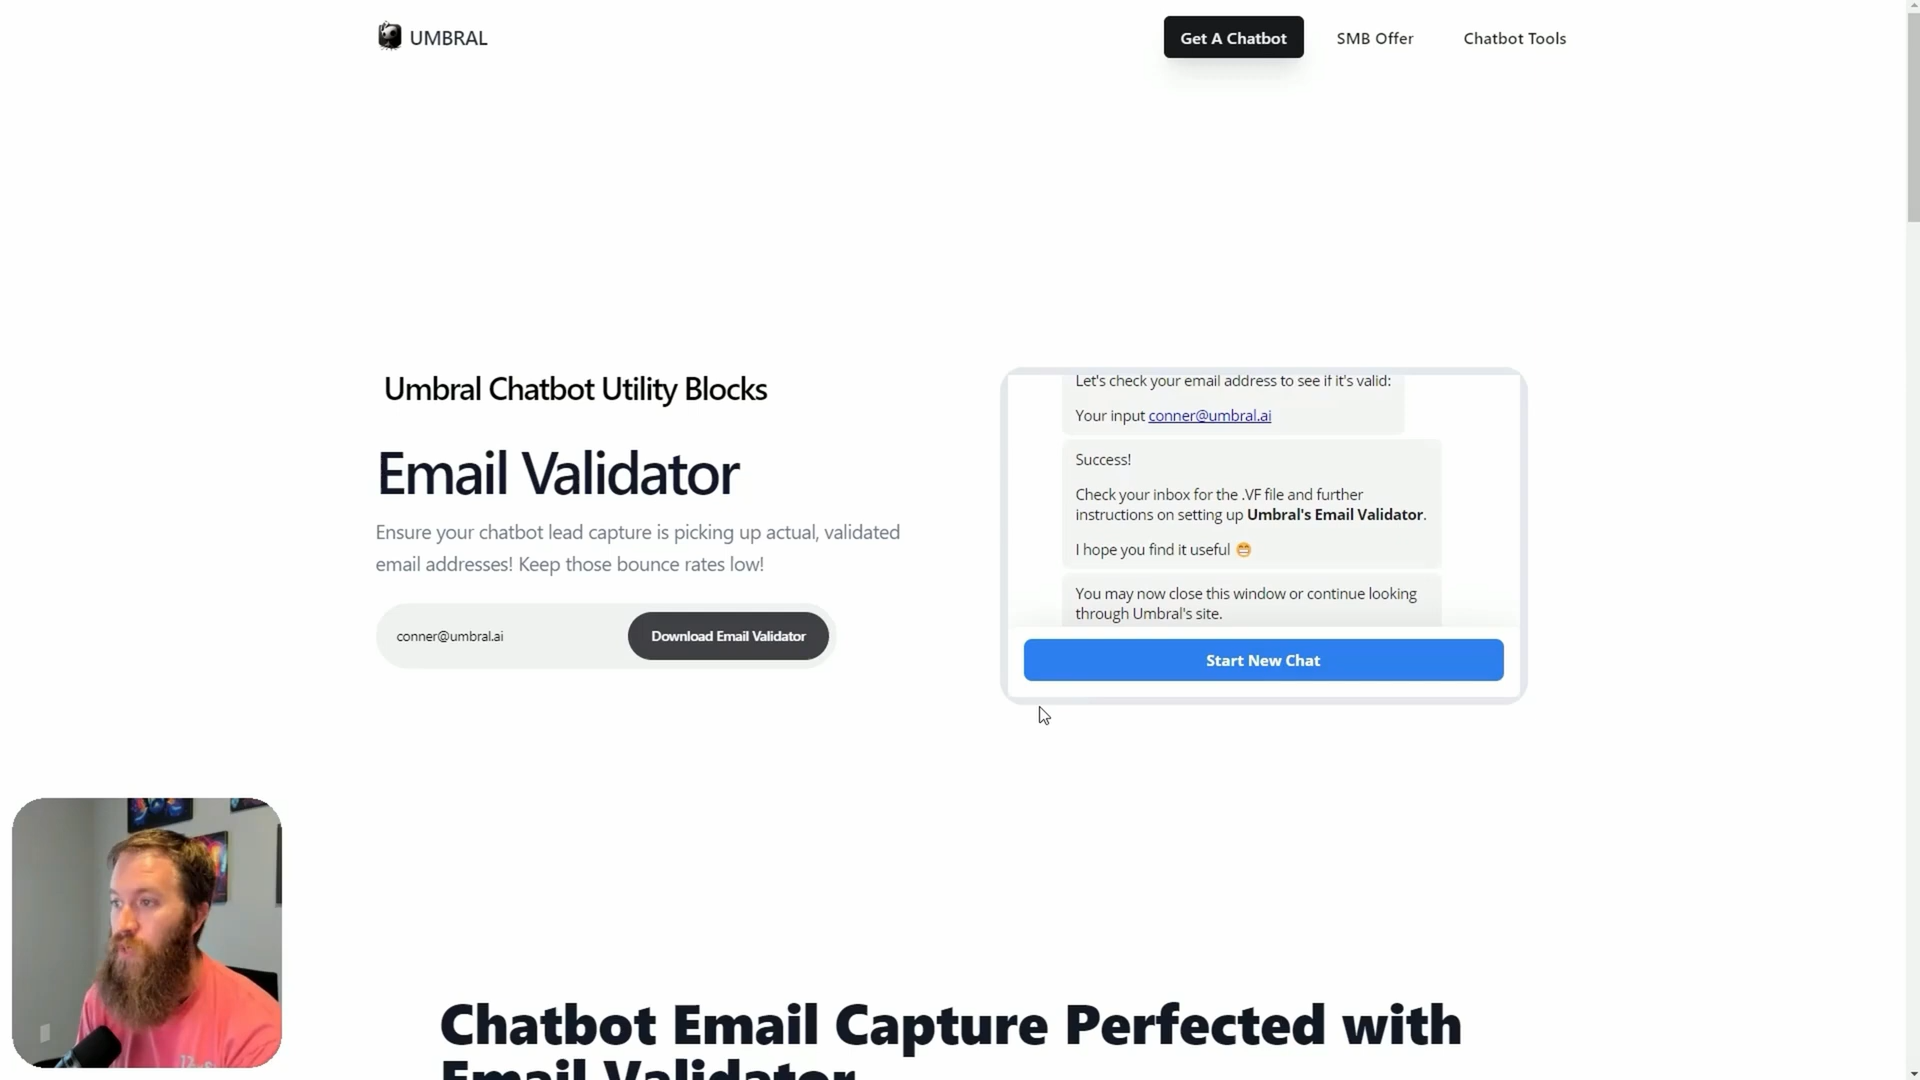 UMBRAL
Get A Chatbot
SMB Offer
Chatbot Tools
Umbral Chatbot Utility Blocks
Email Validator
Ensure your chatbot lead capture is picking up actual, validated
email addresses! Keep those bounce rates low!
conner@umbral.ai
Download Email Validator
Let's check your email address to see if it's valid:
Your input conner@umbral.ai
Success!
Check your inbox for the .VF file and further
instructions on setting up Umbral's Email Validator.
I hope you find it useful 😁
You may now close this window or continue looking
through Umbral's site.
Start New Chat
Chatbot Email Capture Perfected with
Email Validator